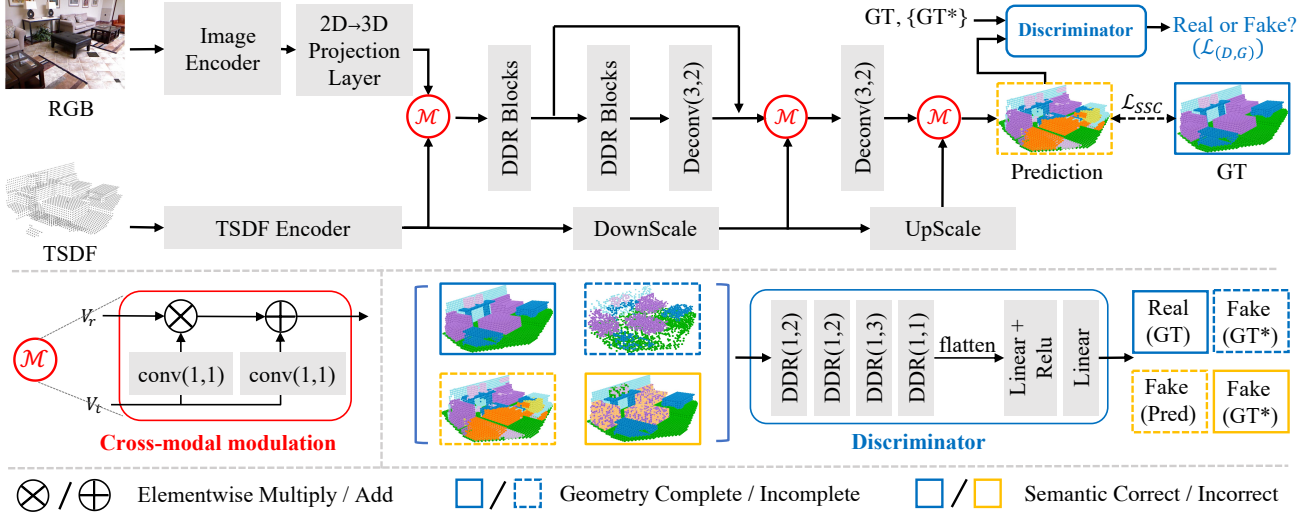 RGB
Image
Encoder
2D→3D
Projection
Layer
ℳ
DDR Blocks
DDR Blocks
Deconv(3,2)
ℳ
Deconv(3,2)
ℳ
GT, {GT*}
Discriminator
Real or Fake?
(ℒ(D,G))
Prediction
ℒSSC
GT
TSDF
TSDF Encoder
DownScale
UpScale
ℳ
Vr
Vt
conv(1,1)
conv(1,1)
Cross-modal modulation
DDR(1,2)
DDR(1,2)
DDR(1,3)
DDR(1,1)
flatten
Linear +
Relu
Linear
Discriminator
Real
(GT)
Fake
(GT*)
Fake
(Pred)
Fake
(GT*)
/ Elementwise Multiply / Add
/ Geometry Complete / Incomplete
/ Semantic Correct / Incorrect